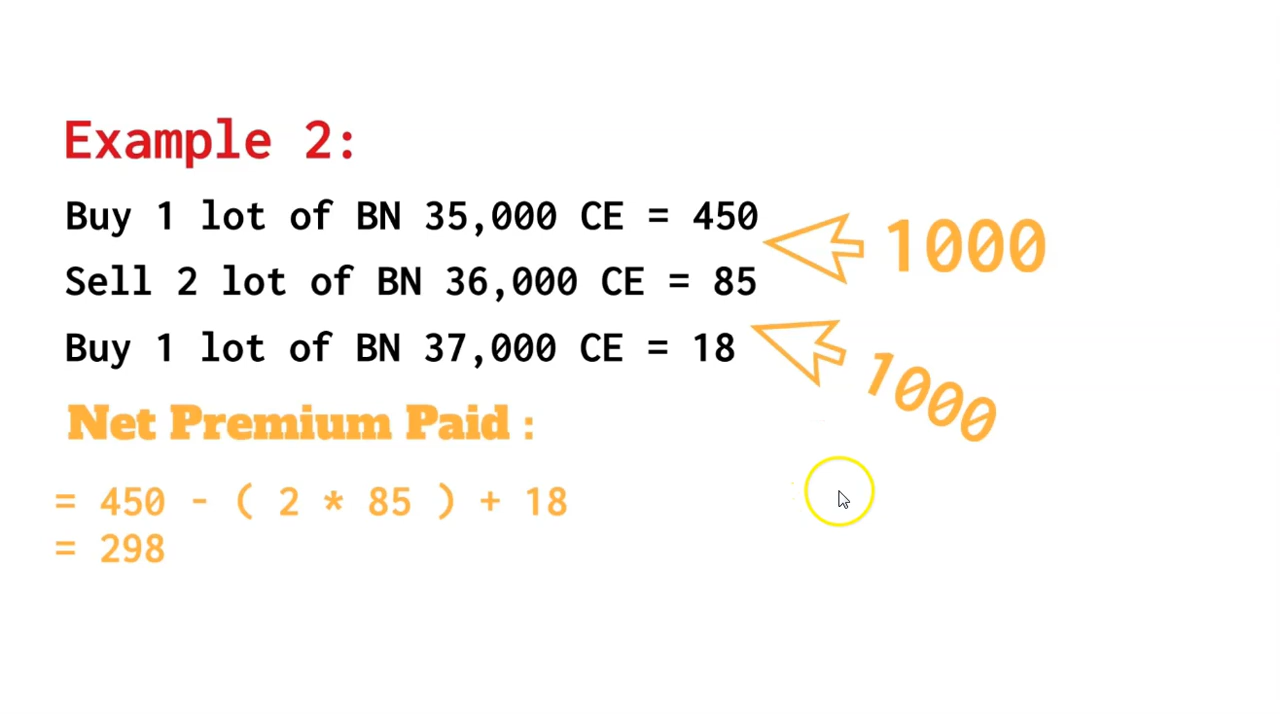 Example 2:
Buy 1 lot of BN 35,000 CE = 450
1000
Sell 2 lot of BN 36,000 CE = 85
Buy 1 lot of BN 37,000 CE = 18
1000
Net Premium Paid :
= 450 - ( 2 * 85 ) + 18
= 298